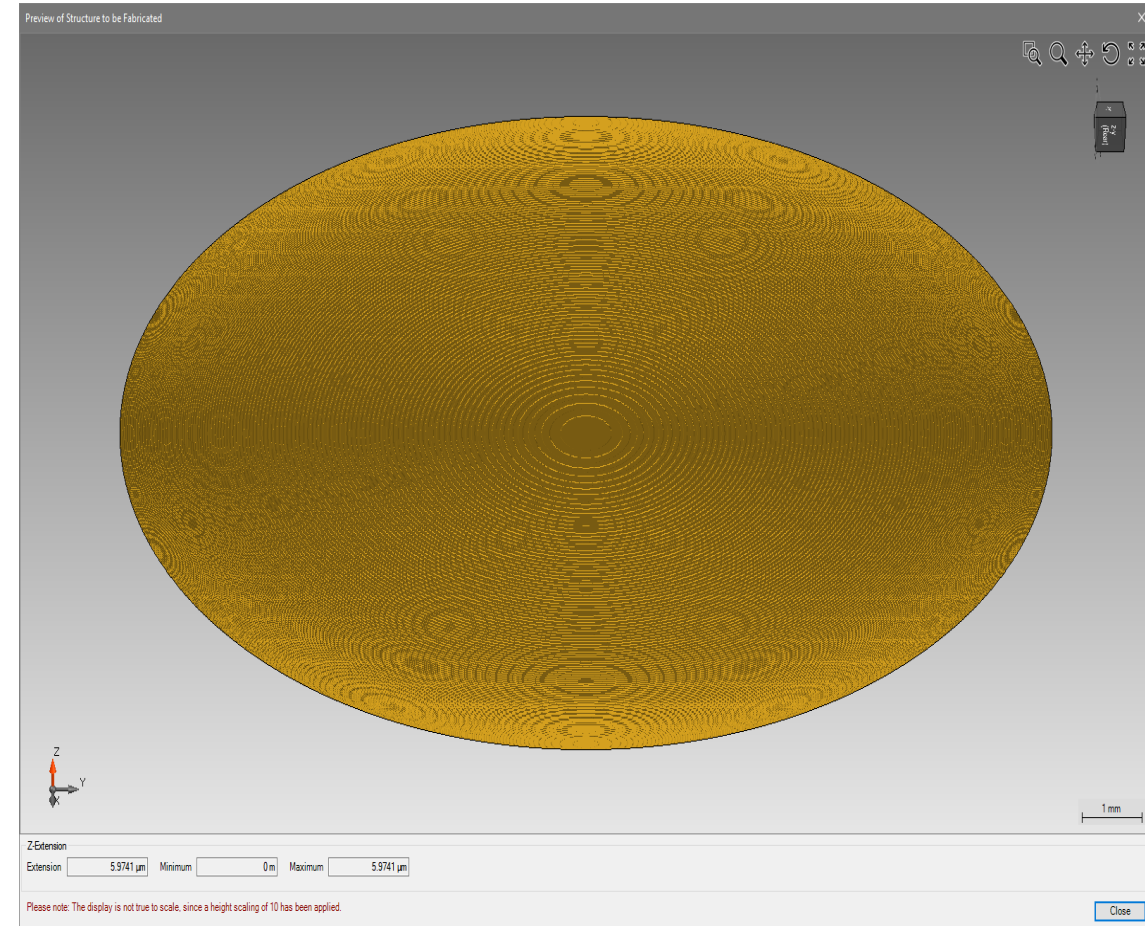 Preview of Structure to be Fabricated
X
z-y
Z
Y
X
1 mm
Z-Extension
Extension 5.9741 µm Minimum 0 m Maximum 5.9741 µm
Please note: The display is not true to scale, since a height scaling of 10 has been applied.
Close